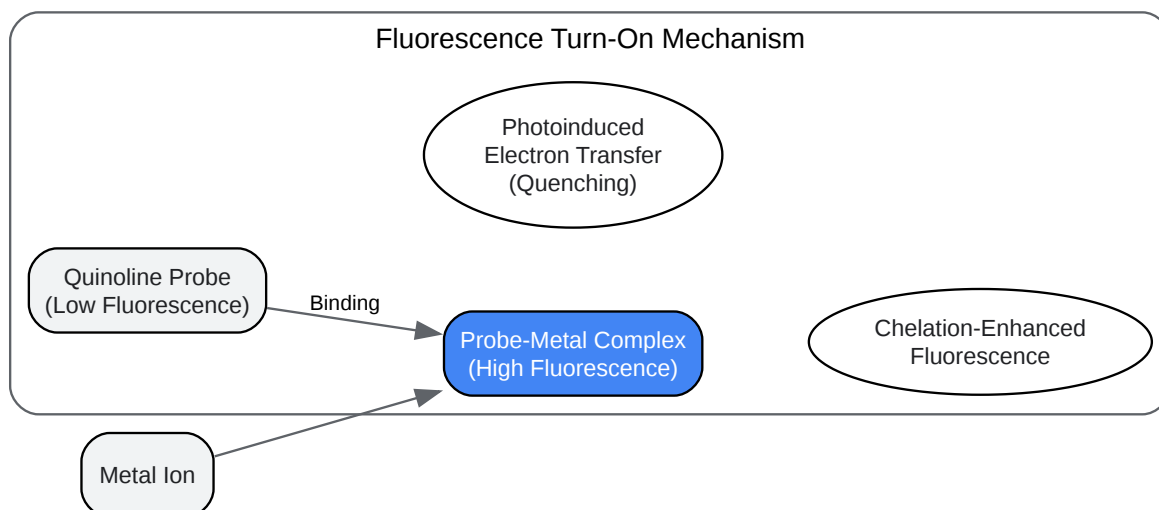 Fluorescence Turn-On Mechanism
Photoinduced
Electron Transfer
(Quenching)
Quinoline Probe
(Low Fluorescence)
Binding
Probe-Metal Complex
(High Fluorescence)
Chelation-Enhanced
Fluorescence
Metal Ion